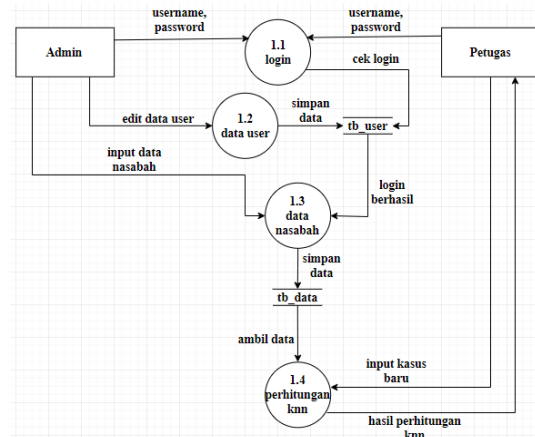 username,
password
username,
password
Admin
1.1
login
Petugas
cek login
edit data user
1.2
data user
simpan
data
tb_user
input data
nasabah
login
berhasil
1.3
data
nasabah
simpan
data
tb_data
ambil data
input kasus
baru
1.4
perhitungan
knn
hasil perhitungan
knn